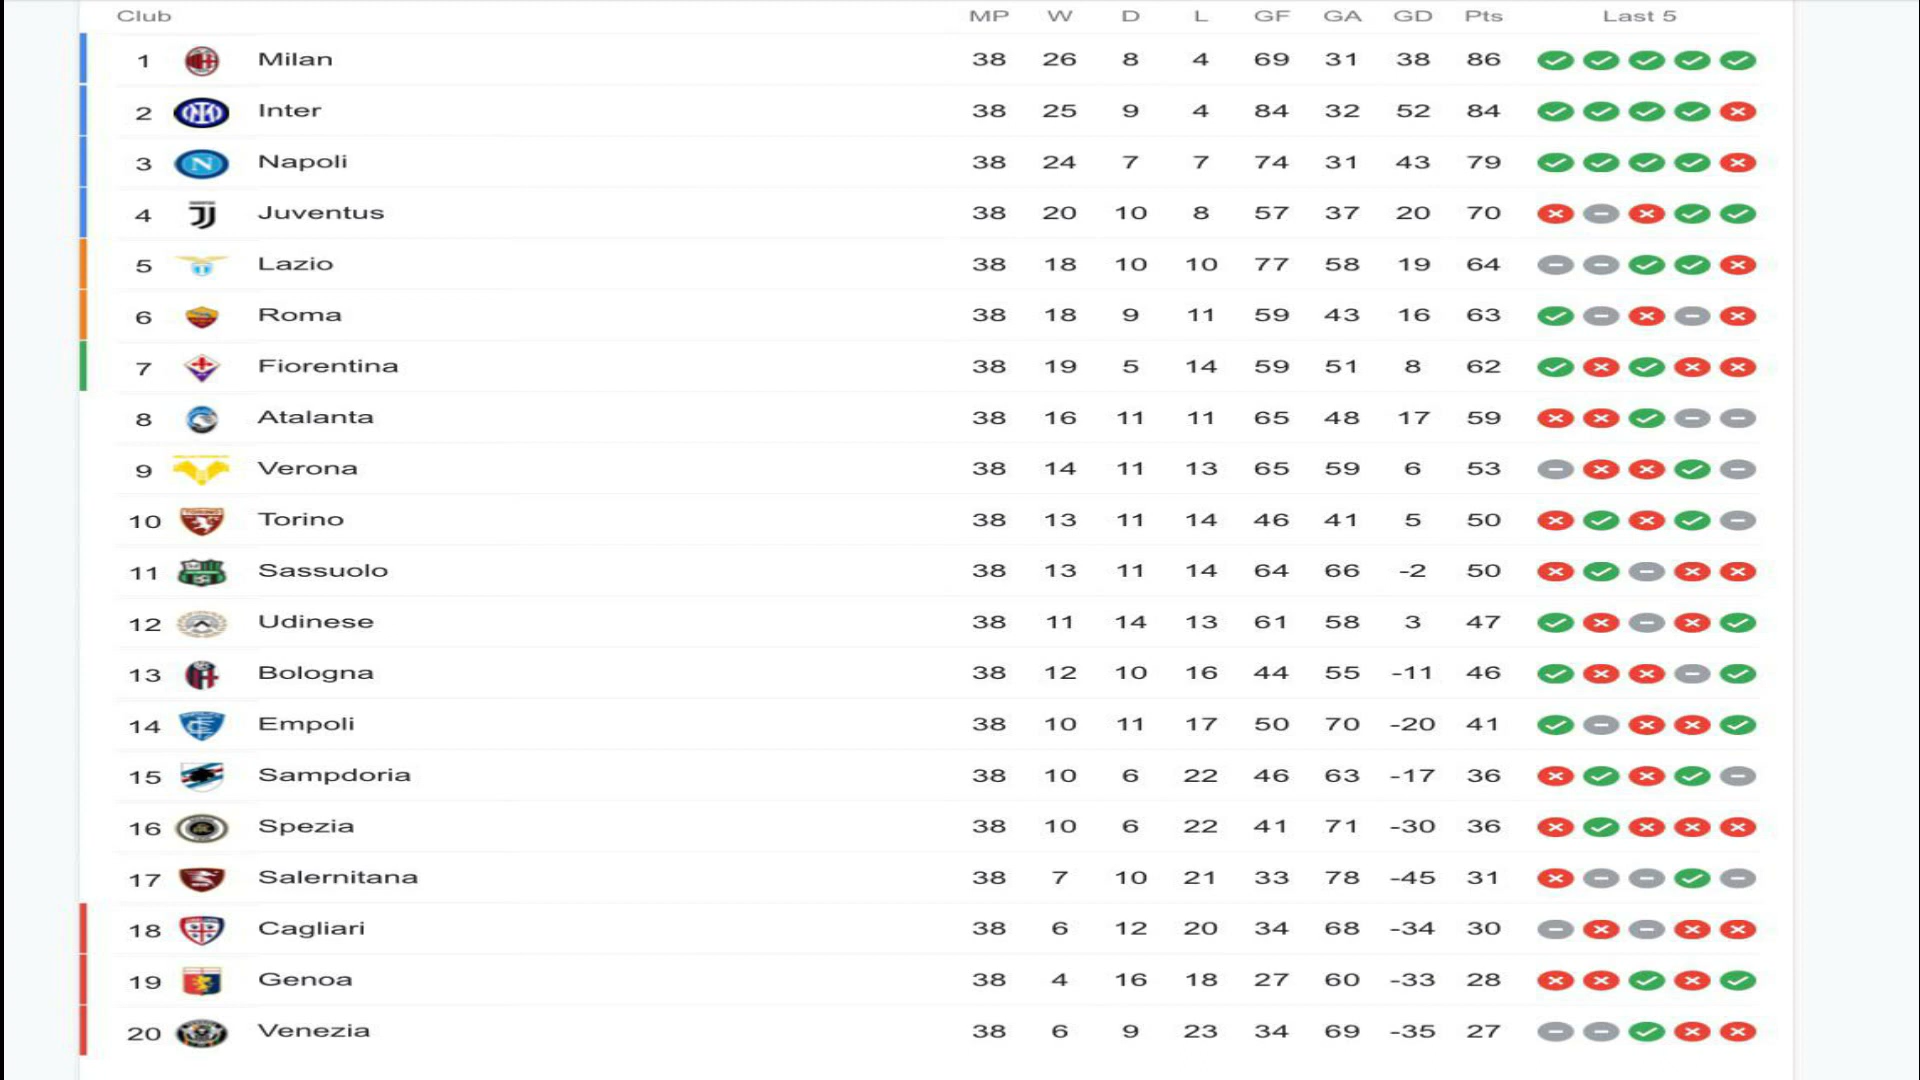 Club MP W D L GF GA GD Pts Last 5
1 Milan 38 26 8 4 69 31 38 86
2 Inter 38 25 9 4 84 32 52 84
3 N Napoli 38 24 7 7 74 31 43 79
4 Juventus 38 20 10 8 57 37 20 70
5 Lazio 38 18 10 10 77 58 19 64
6 Roma 38 18 9 11 59 43 16 63
7 Fiorentina 38 19 5 14 59 51 8 62
8 Atalanta 38 16 11 11 65 48 17 59
9 Verona 38 14 11 13 65 59 6 53
10 Torino 38 13 11 14 46 41 5 50
11 Sassuolo 38 13 11 14 64 66 -2 50
12 Udinese 38 11 14 13 61 58 3 47
13 Bologna 38 12 10 16 44 55 -11 46
14 Empoli 38 10 11 17 50 70 -20 41
15 Sampdoria 38 10 6 22 46 63 -17 36
16 Spezia 38 10 6 22 41 71 -30 36
17 Salernitana 38 7 10 21 33 78 -45 31
18 Cagliari 38 6 12 20 34 68 -34 30
19 Genoa 38 4 16 18 27 60 -33 28
20 Venezia 38 6 9 23 34 69 -35 27